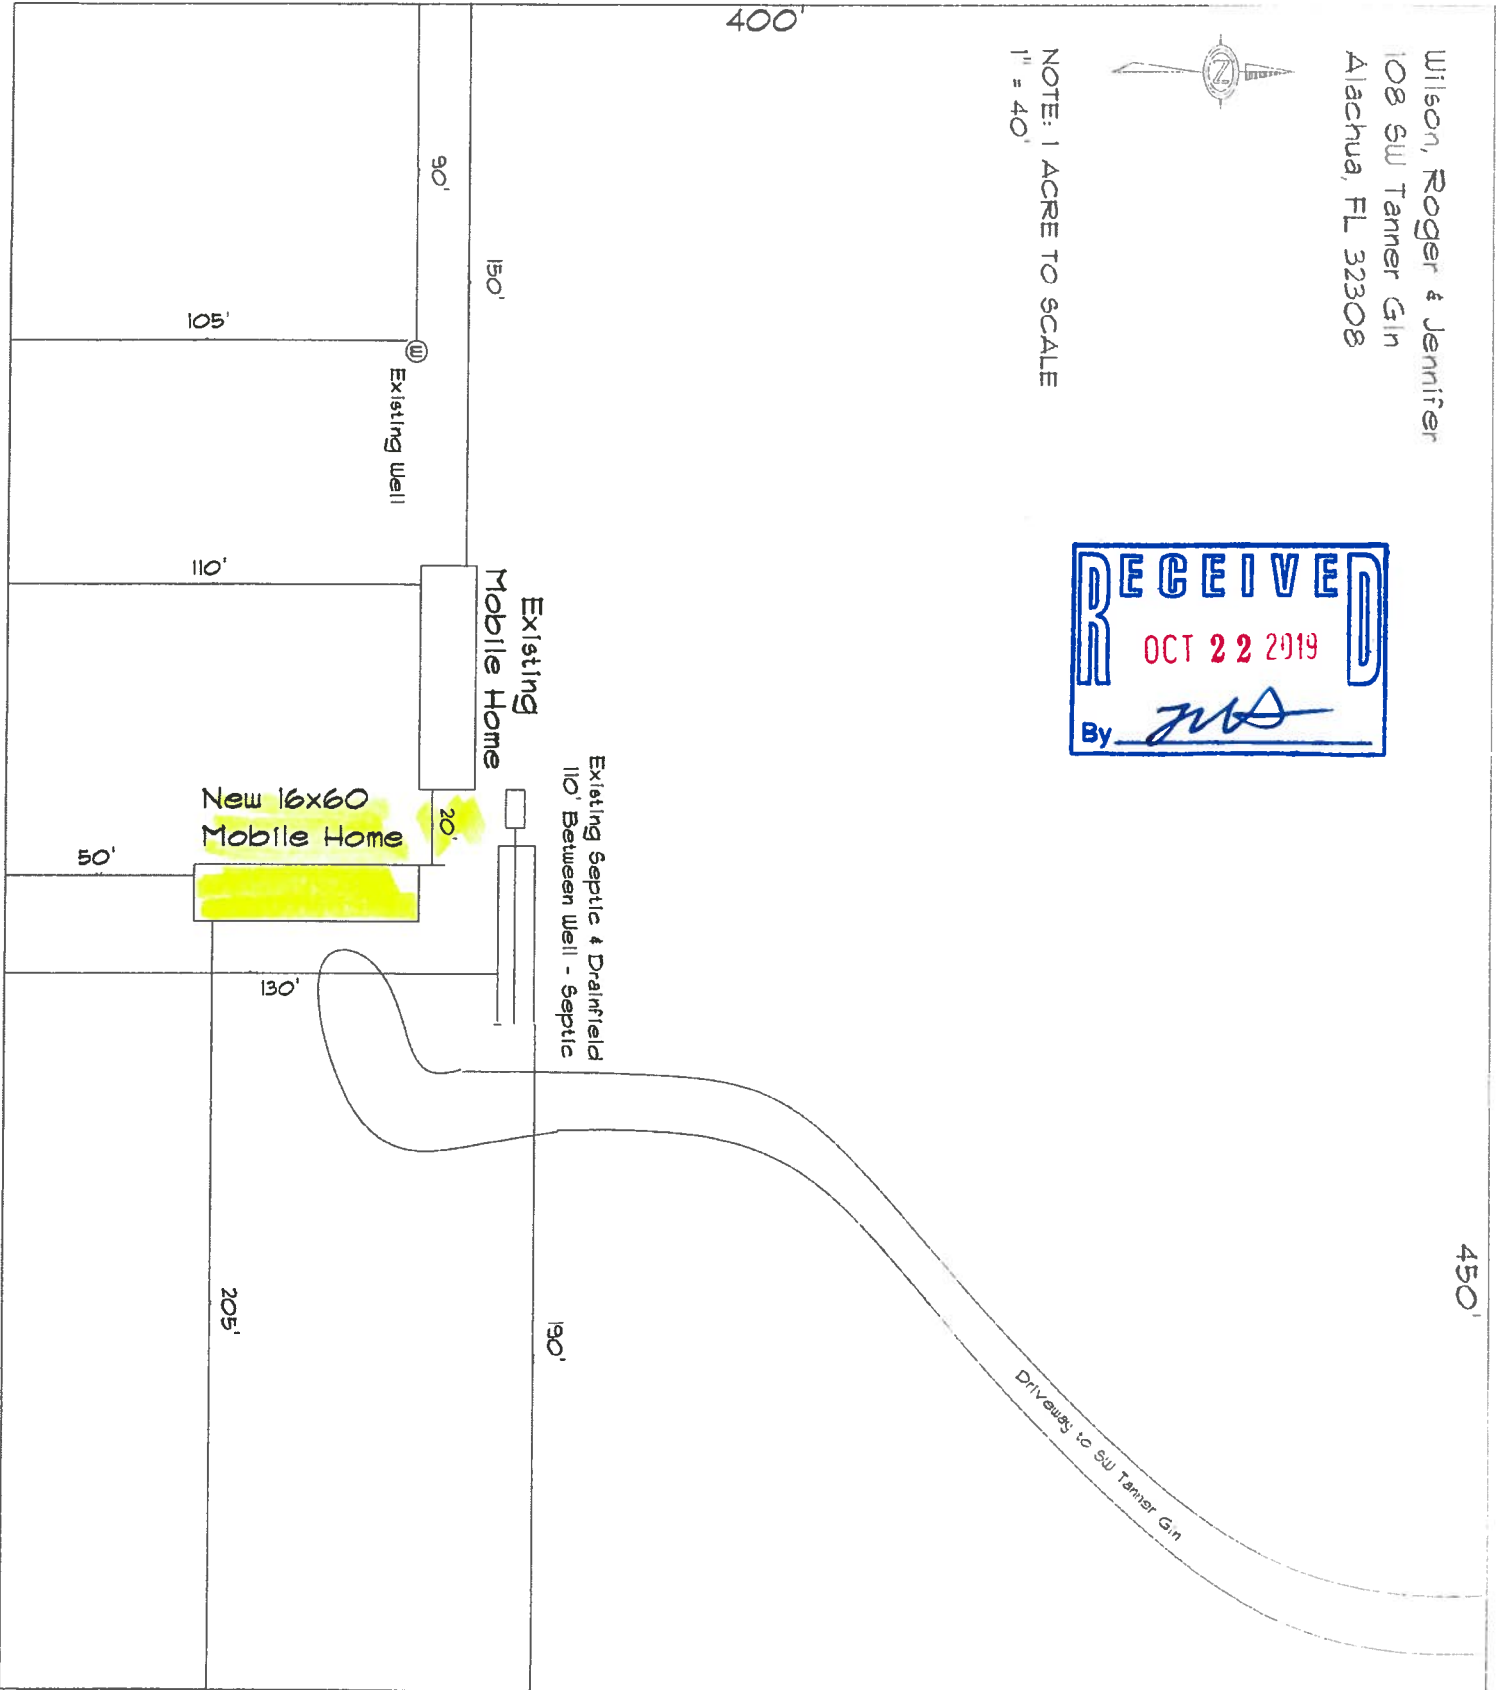 Wilson, Roger & Jennifer
108 SW Tanner Gln
Alachua, FL 32308
NOTE: 1 ACRE TO SCALE
1" = 40'
N
400'
450'
RECEIVED
OCT 22 2019
By
90'
150'
105'
W
Existing Well
110'
Existing
Mobile Home
20'
New 16x60
Mobile Home
50'
Existing Septic & Drainfield
110' Between Well - Septic
130'
205'
190'
Driveway to SW Tanner Gln